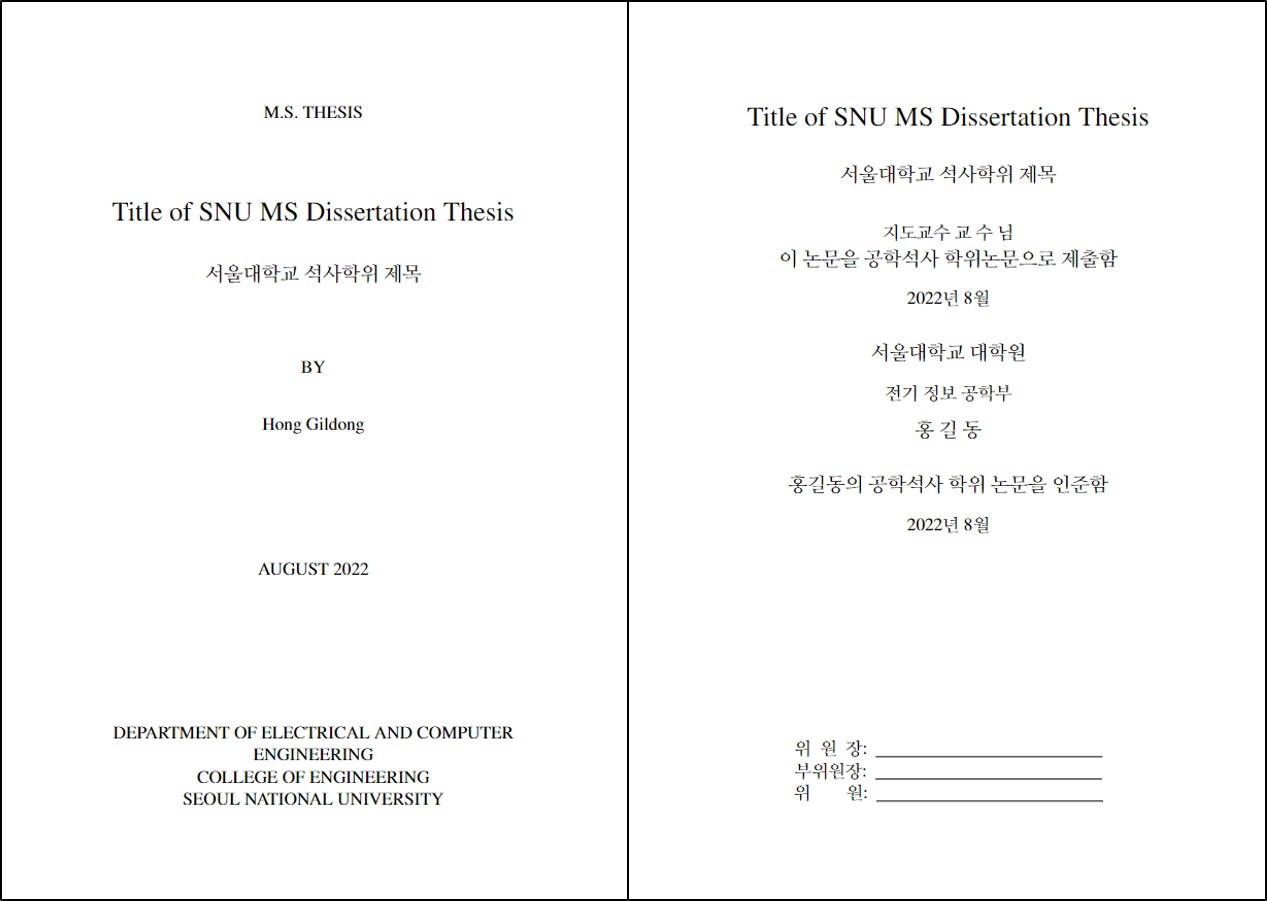 M.S. THESIS
Title of SNU MS Dissertation Thesis
서울대학교 석사학위 제목
BY
Hong Gildong
AUGUST 2022
DEPARTMENT OF ELECTRICAL AND COMPUTER
ENGINEERING
COLLEGE OF ENGINEERING
SEOUL NATIONAL UNIVERSITY
Title of SNU MS Dissertation Thesis
서울대학교 석사학위 제목
지도교수 교 수 님
이 논문을 공학석사 학위논문으로 제출함
2022년 8월
서울대학교 대학원
전기 정보 공학부
홍 길 동
홍길동의 공학석사 학위 논문을 인준함
2022년 8월
위 원 장:
부위원장:
위 원: